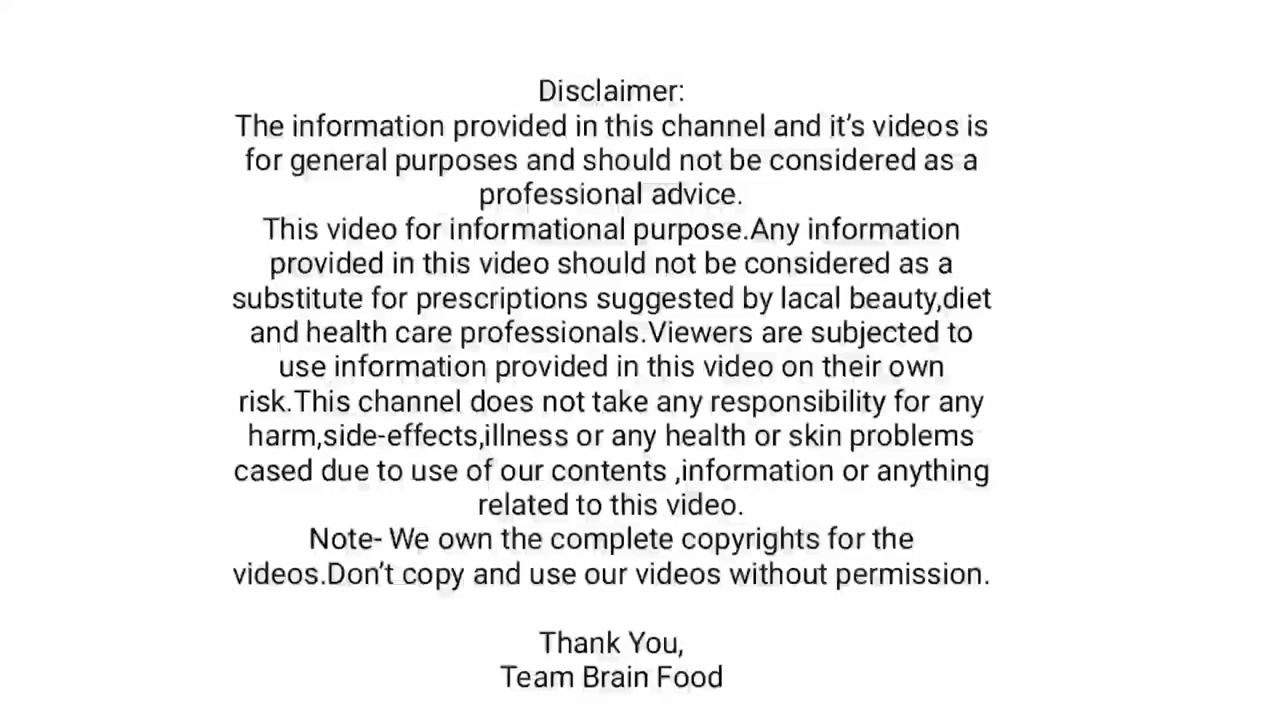 Disclaimer:
The information provided in this channel and it's videos is
for general purposes and should not be considered as a
professional advice.
This video for informational purpose.Any information
provided in this video should not be considered as a
substitute for prescriptions suggested by lacal beauty,diet
and health care professionals.Viewers are subjected to
use information provided in this video on their own
risk.This channel does not take any responsibility for any
harm,side-effects,illness or any health or skin problems
cased due to use of our contents ,information or anything
related to this video.
Note- We own the complete copyrights for the
videos.Don't copy and use our videos without permission.
Thank You,
Team Brain Food